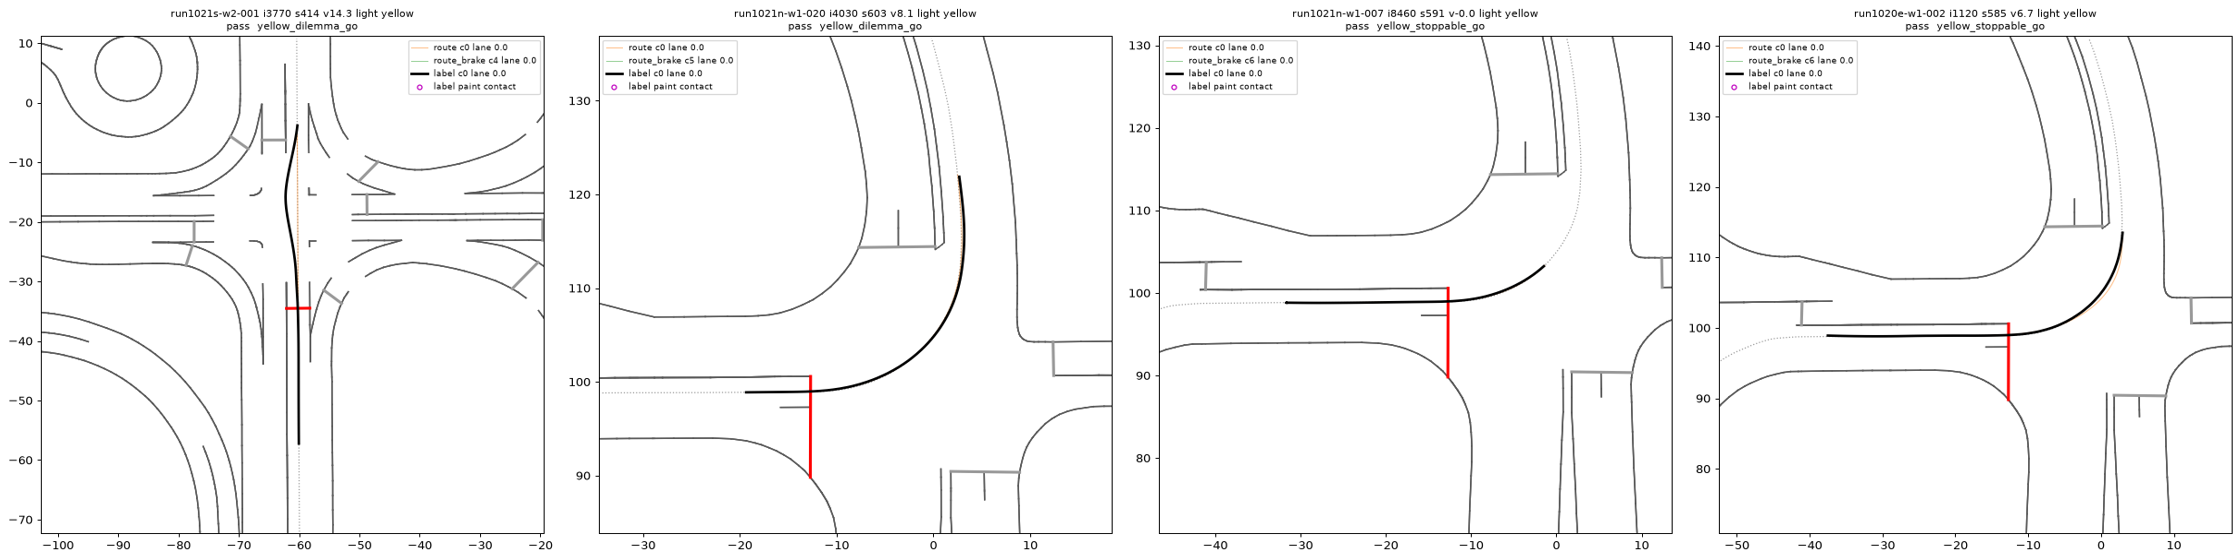 run1021s-w2-001 i3770 s414 v14.3 light yellow
pass yellow_dilemma_go
route c0 lane 0.0
route_brake c4 lane 0.0
label c0 lane 0.0
label paint contact
10
0
−10
−20
−30
−40
−50
−60
−70
−100 −90 −80 −70 −60 −50 −40 −30 −20
run1021n-w1-020 i4030 s603 v8.1 light yellow
pass yellow_dilemma_go
route c0 lane 0.0
route_brake c5 lane 0.0
label c0 lane 0.0
label paint contact
130
120
110
100
90
−30 −20 −10 0 10
run1021n-w1-007 i8460 s591 v-0.0 light yellow
pass yellow_stoppable_go
route c0 lane 0.0
route_brake c6 lane 0.0
label c0 lane 0.0
label paint contact
130
120
110
100
90
80
−40 −30 −20 −10 0 10
run1020e-w1-002 i1120 s585 v6.7 light yellow
pass yellow_stoppable_go
route c0 lane 0.0
route_brake c6 lane 0.0
label c0 lane 0.0
label paint contact
140
130
120
110
100
90
80
−50 −40 −30 −20 −10 0 10